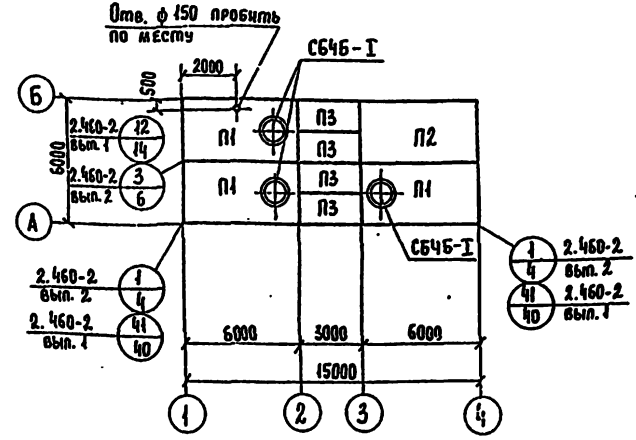 Отв. ф 150 пробить
по месту
СБ4Б-I
2000
500
Б
6000
2.460-2
вып. 1
12
14
П1
П3
П3
П2
2.460-2
вып. 2
3
6
П1
П3
П3
П1
А
СБ4Б-I
2.460-2
вып. 2
1
4
2.460-2
вып. 1
41
40
1
4
2.460-2
вып. 2
41
40
2.460-2
вып. 1
6000
3000
6000
15000
1
2
3
4